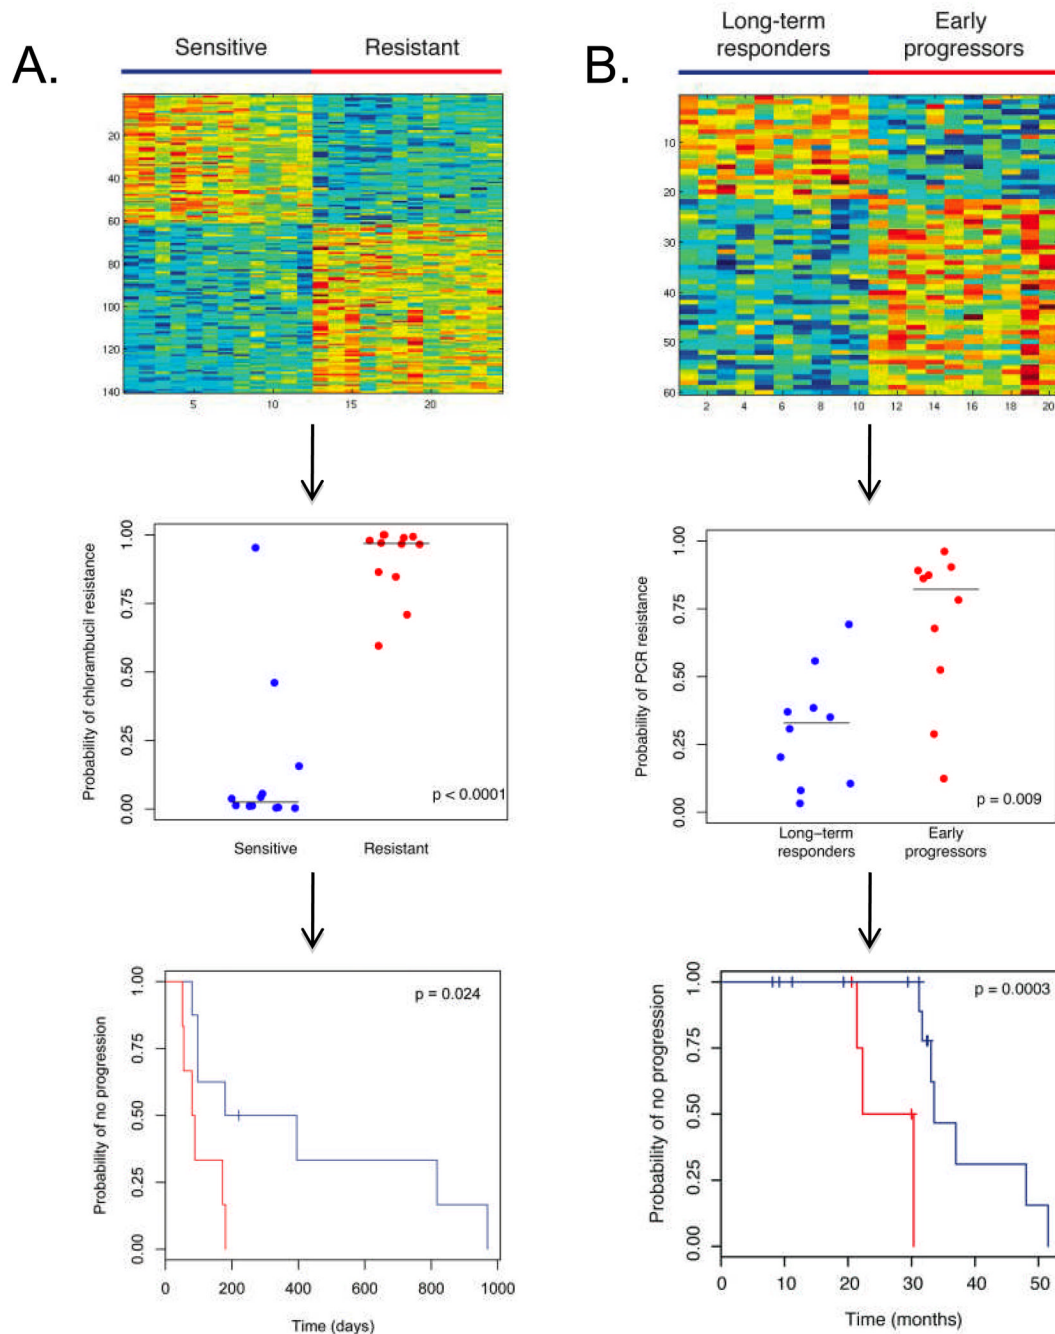 A.
Sensitive
Resistant
20
40
60
80
100
120
140
5
10
15
20
Probability of chlorambucil resistance
1.00
0.75
0.50
0.25
0.00
p < 0.0001
Sensitive
Resistant
Probability of no progression
1.00
0.75
0.50
0.25
0.00
p = 0.024
0
200
400
600
800
1000
Time (days)
B.
Long-term
responders
Early
progressors
10
20
30
40
50
60
2
4
6
8
10
12
14
16
18
20
Probability of PCR resistance
1.00
0.75
0.50
0.25
0.00
p = 0.009
Long-term
responders
Early
progressors
Probability of no progression
1.00
0.75
0.50
0.25
0.00
p = 0.0003
0
10
20
30
40
50
Time (months)